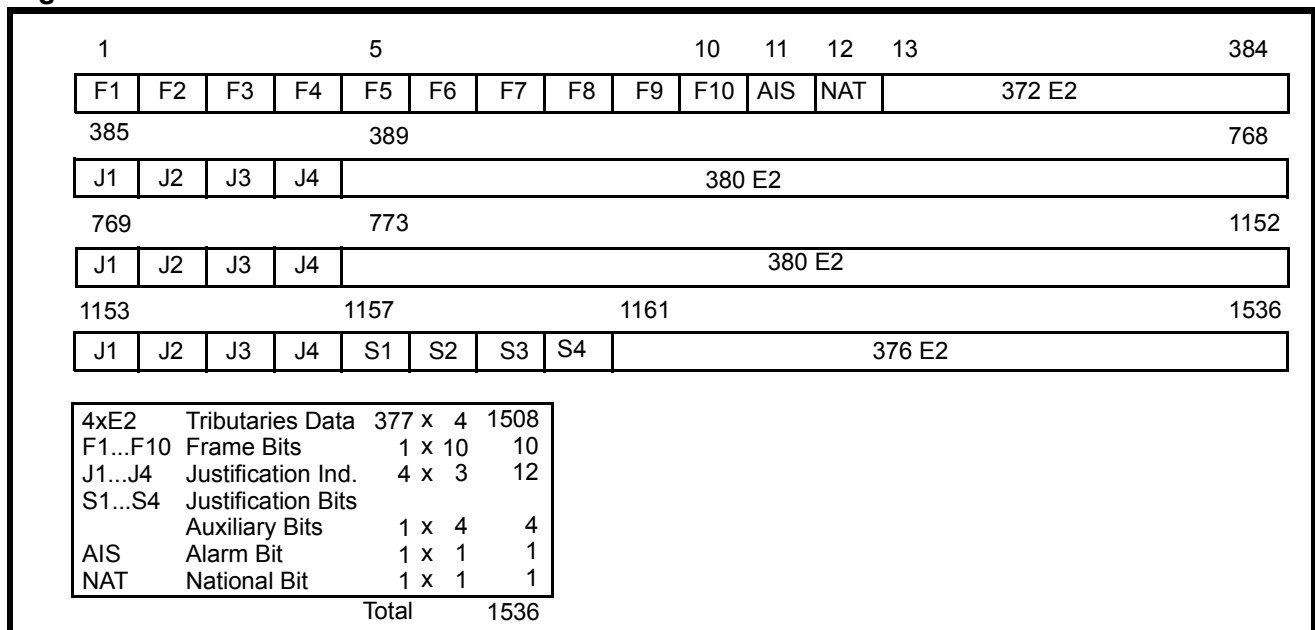 1 5 10 11 12 13 384
F1 F2 F3 F4 F5 F6 F7 F8 F9 F10 AIS NAT 372 E2
385 389 768
J1 J2 J3 J4 380 E2
769 773 1152
J1 J2 J3 J4 380 E2
1153 1157 1161 1536
J1 J2 J3 J4 S1 S2 S3 S4 376 E2
4xE2 Tributaries Data 377 x 4 1508
F1...F10 Frame Bits 1 x 10 10
J1...J4 Justification Ind. 4 x 3 12
S1...S4 Justification Bits
Auxiliary Bits 1 x 4 4
AIS Alarm Bit 1 x 1 1
NAT National Bit 1 x 1 1
Total 1536